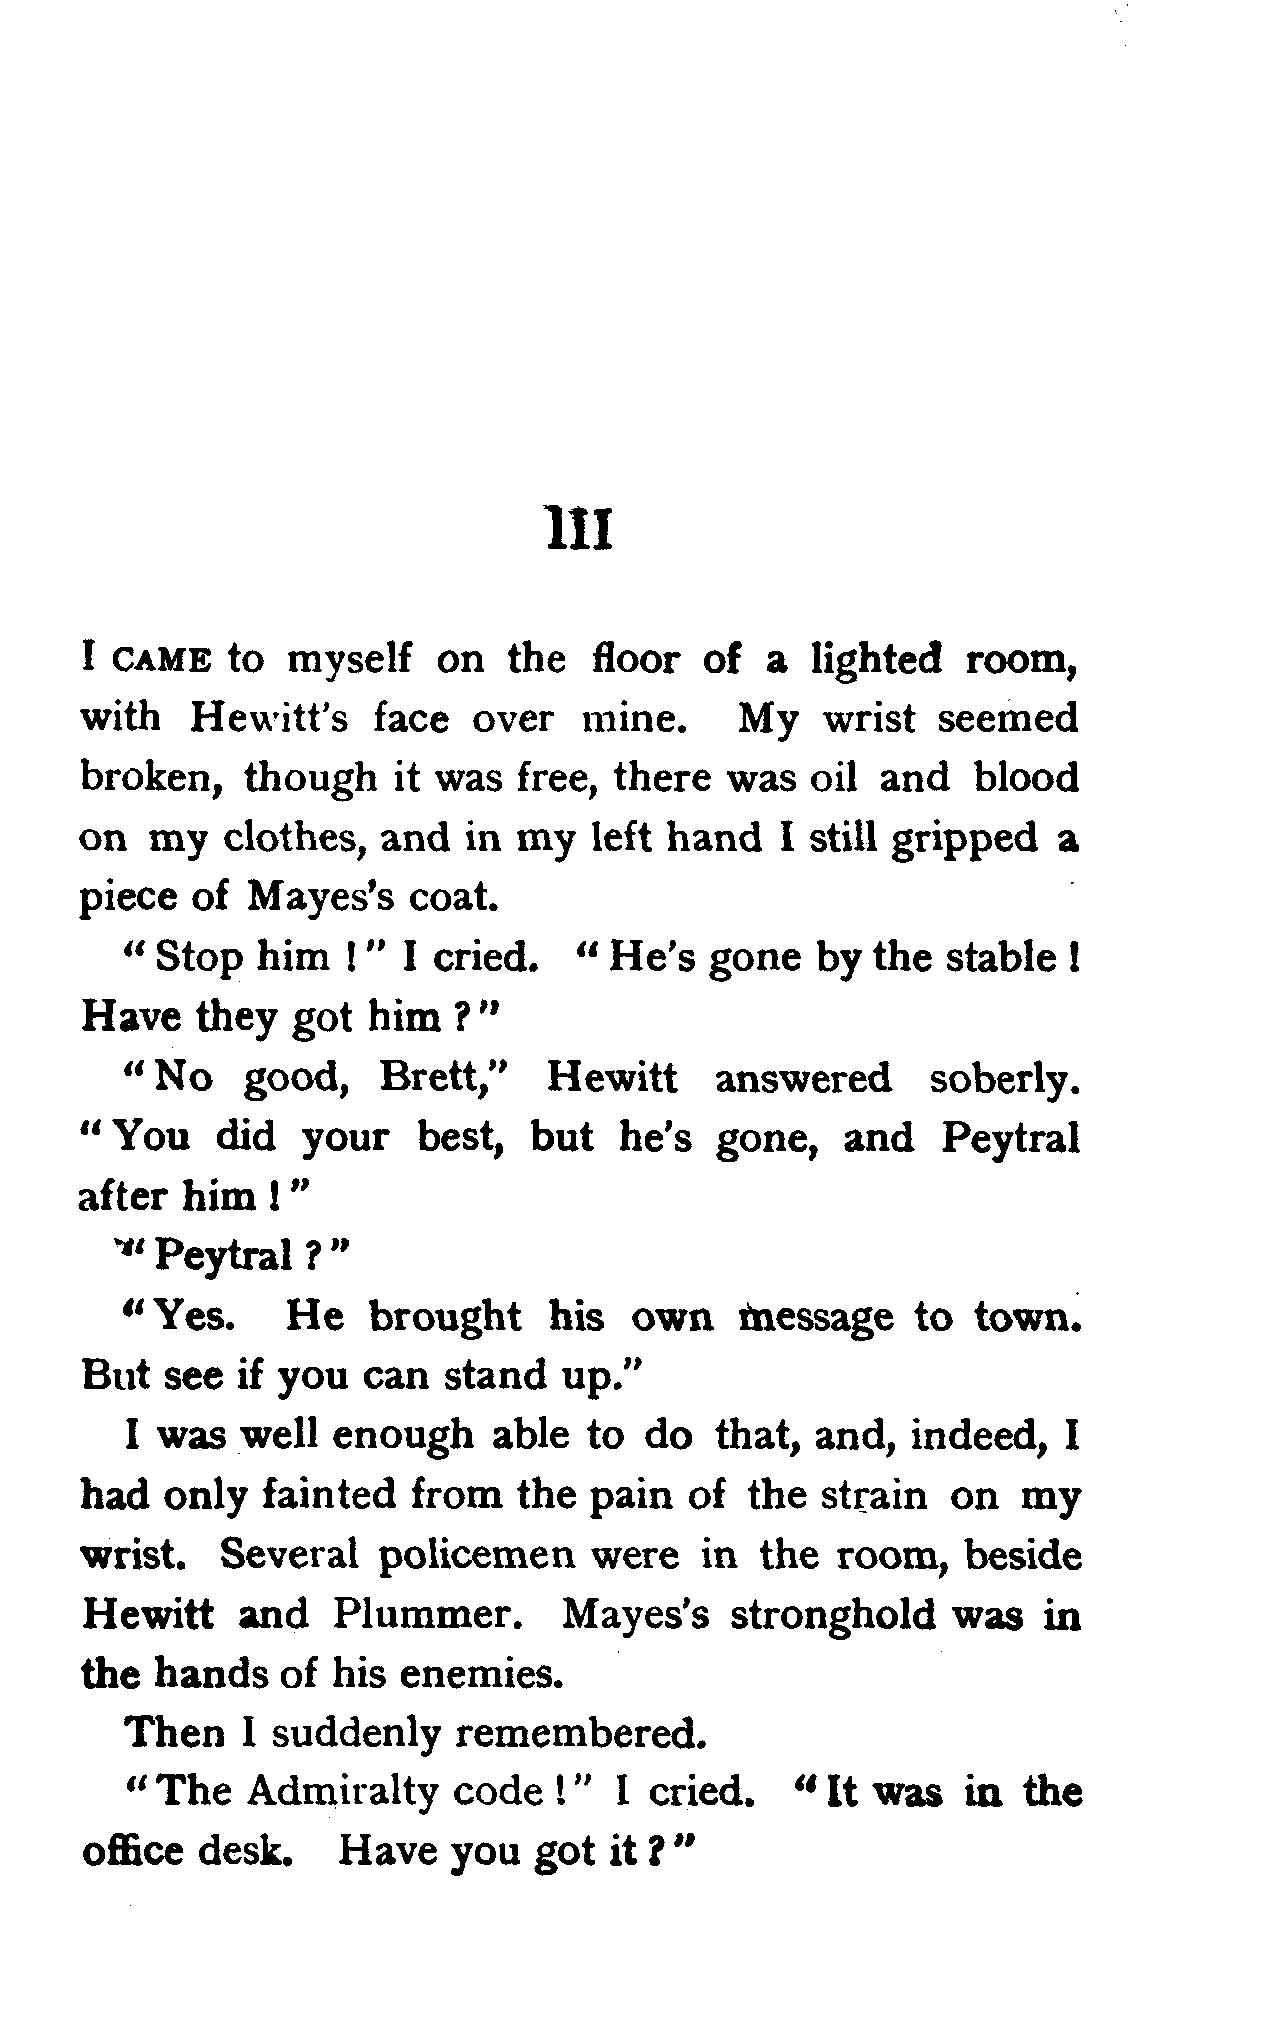 III
I CAME to myself on the floor of a lighted room,
with Hewitt's face over mine. My wrist seemed
broken, though it was free, there was oil and blood
on my clothes, and in my left hand I still gripped a
piece of Mayes's coat.
"Stop him!" I cried. "He's gone by the stable!
Have they got him?"
"No good, Brett," Hewitt answered soberly.
"You did your best, but he's gone, and Peytral
after him!"
"Peytral?"
"Yes. He brought his own message to town.
But see if you can stand up."
I was well enough able to do that, and, indeed, I
had only fainted from the pain of the strain on my
wrist. Several policemen were in the room, beside
Hewitt and Plummer. Mayes's stronghold was in
the hands of his enemies.
Then I suddenly remembered.
"The Admiralty code!" I cried. "It was in the
office desk. Have you got it?"